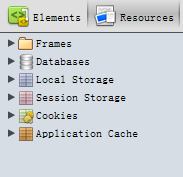 Elements Resources
Frames
Databases
Local Storage
Session Storage
Cookies
Application Cache